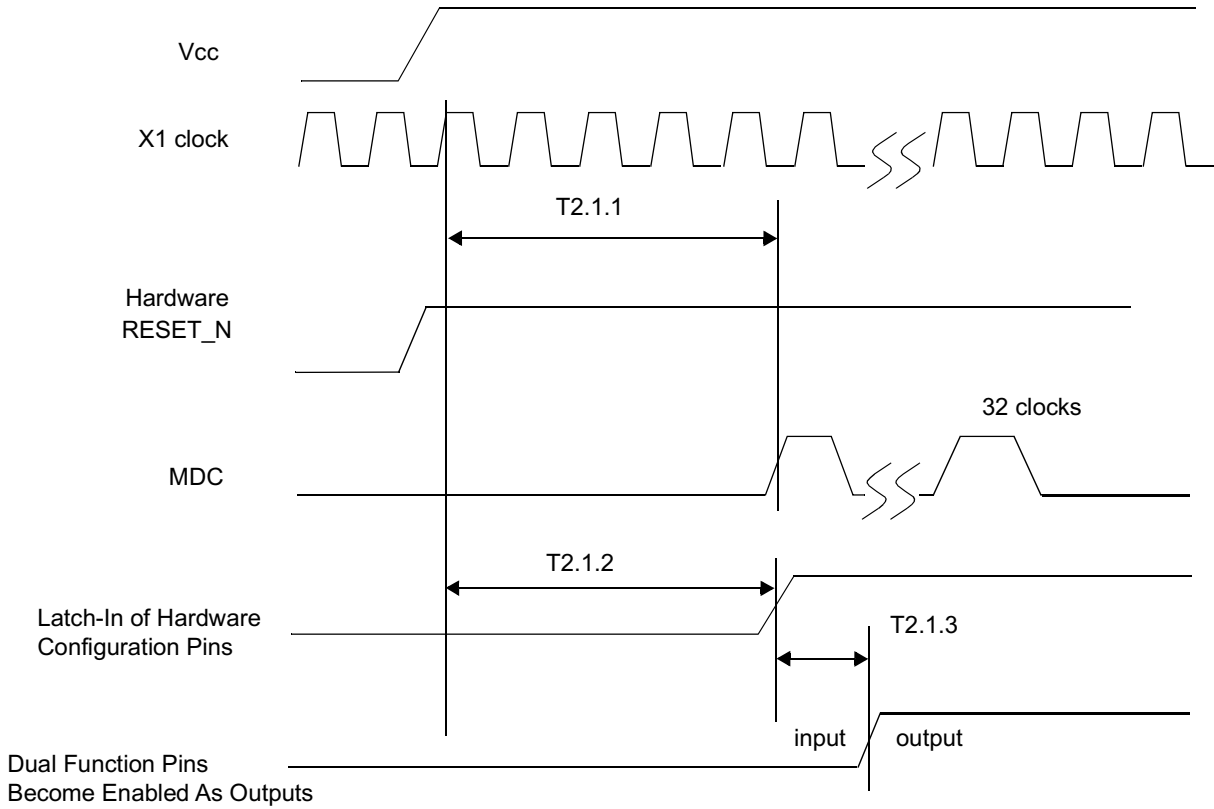 Vcc
X1 clock
T2.1.1
Hardware
RESET_N
32 clocks
MDC
T2.1.2
Latch-In of Hardware
Configuration Pins
T2.1.3
input
output
Dual Function Pins
Become Enabled As Outputs